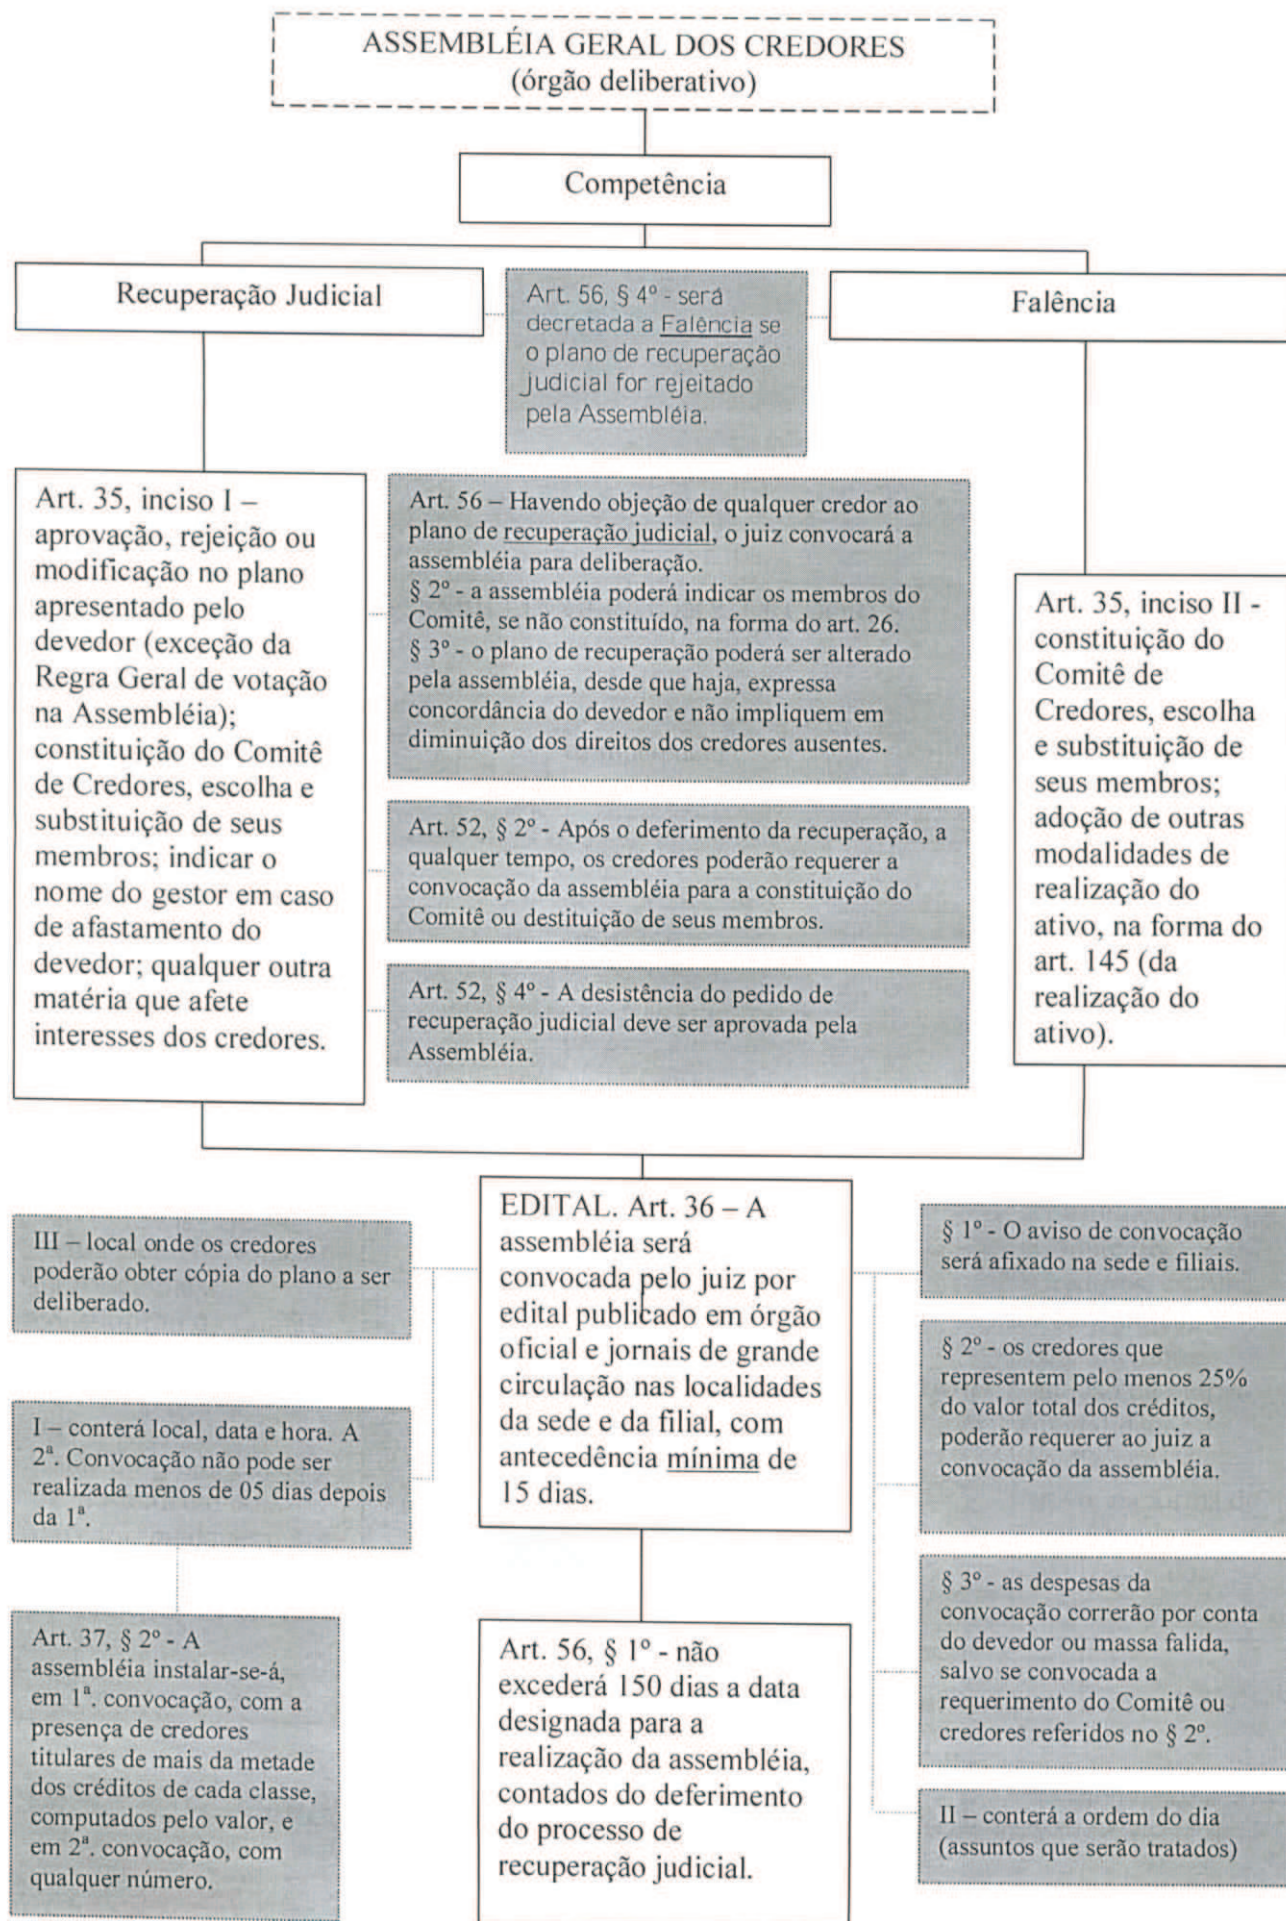 ASSEMBLÉIA GERAL DOS CREDORES
(órgão deliberativo)
Competência
Recuperação Judicial
Art. 56, § 4º - será
decretada a Falência se
o plano de recuperação
judicial for rejeitado
pela Assembléia.
Falência
Art. 35, inciso I –
aprovação, rejeição ou
modificação no plano
apresentado pelo
devedor (exceção da
Regra Geral de votação
na Assembléia);
constituição do Comitê
de Credores, escolha e
substituição de seus
membros; indicar o
nome do gestor em caso
de afastamento do
devedor; qualquer outra
matéria que afete
interesses dos credores.
Art. 56 – Havendo objeção de qualquer credor ao
plano de recuperação judicial, o juiz convocará a
assembléia para deliberação.
§ 2º - a assembléia poderá indicar os membros do
Comitê, se não constituído, na forma do art. 26.
§ 3º - o plano de recuperação poderá ser alterado
pela assembléia, desde que haja, expressa
concordância do devedor e não impliquem em
diminuição dos direitos dos credores ausentes.
Art. 52, § 2º - Após o deferimento da recuperação, a
qualquer tempo, os credores poderão requerer a
convocação da assembléia para a constituição do
Comitê ou destituição de seus membros.
Art. 52, § 4º - A desistência do pedido de
recuperação judicial deve ser aprovada pela
Assembléia.
Art. 35, inciso II -
constituição do
Comitê de
Credores, escolha
e substituição de
seus membros;
adoção de outras
modalidades de
realização do
ativo, na forma do
art. 145 (da
realização do
ativo).
III – local onde os credores
poderão obter cópia do plano a ser
deliberado.
I – conterá local, data e hora. A
2ª. Convocação não pode ser
realizada menos de 05 dias depois
da 1ª.
Art. 37, § 2º - A
assembléia instalar-se-á,
em 1ª. convocação, com a
presença de credores
titulares de mais da metade
dos créditos de cada classe,
computados pelo valor, e
em 2ª. convocação, com
qualquer número.
EDITAL. Art. 36 – A
assembléia será
convocada pelo juiz por
edital publicado em órgão
oficial e jornais de grande
circulação nas localidades
da sede e da filial, com
antecedência mínima de
15 dias.
Art. 56, § 1º - não
excederá 150 dias a data
designada para a
realização da assembléia,
contados do deferimento
do processo de
recuperação judicial.
§ 1º - O aviso de convocação
será afixado na sede e filiais.
§ 2º - os credores que
representem pelo menos 25%
do valor total dos créditos,
poderão requerer ao juiz a
convocação da assembléia.
§ 3º - as despesas da
convocação correrão por conta
do devedor ou massa falida,
salvo se convocada a
requerimento do Comitê ou
credores referidos no § 2º.
II – conterá a ordem do dia
(assuntos que serão tratados)